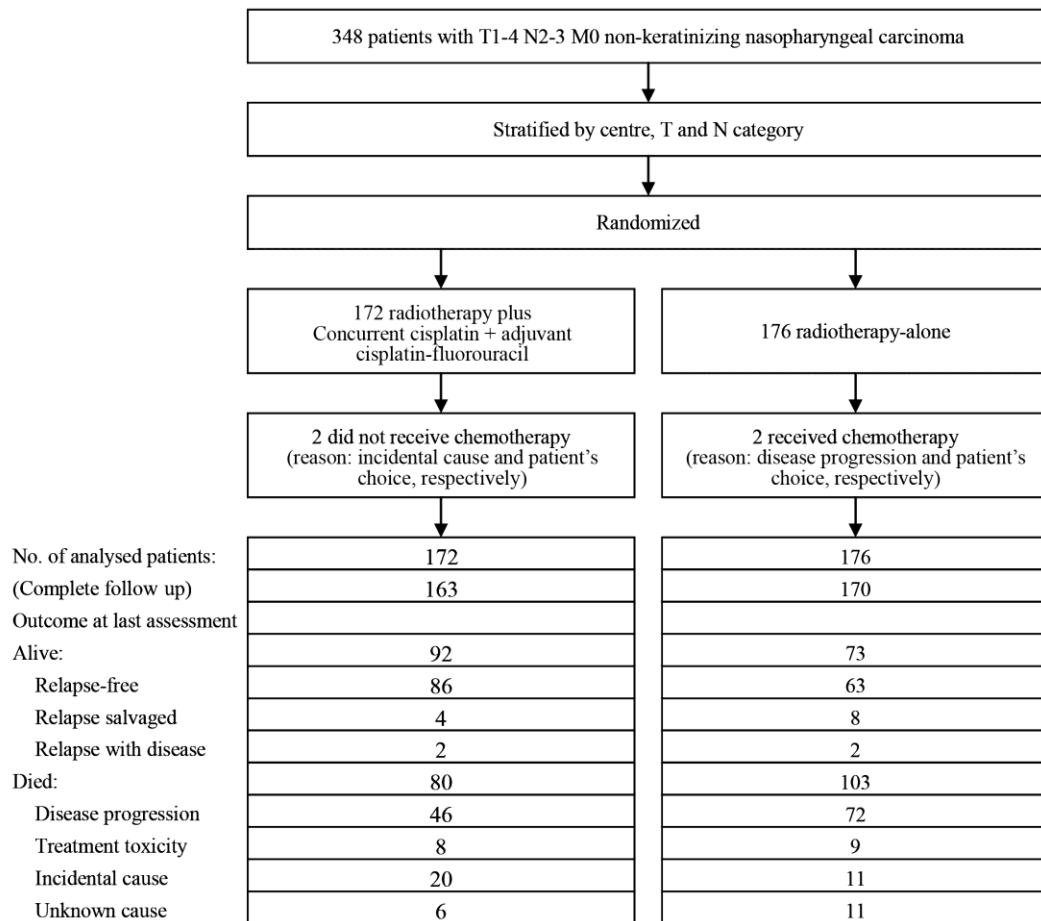 348 patients with T1-4 N2-3 M0 non-keratinizing nasopharyngeal carcinoma
Stratified by centre, T and N category
Randomized
172 radiotherapy plus
Concurrent cisplatin + adjuvant
cisplatin-fluorouracil
176 radiotherapy-alone
2 did not receive chemotherapy
(reason: incidental cause and patient’s
choice, respectively)
2 received chemotherapy
(reason: disease progression and patient’s
choice, respectively)
No. of analysed patients: 172 176
(Complete follow up) 163 170
Outcome at last assessment
Alive: 92 73
Relapse-free 86 63
Relapse salvaged 4 8
Relapse with disease 2 2
Died: 80 103
Disease progression 46 72
Treatment toxicity 8 9
Incidental cause 20 11
Unknown cause 6 11